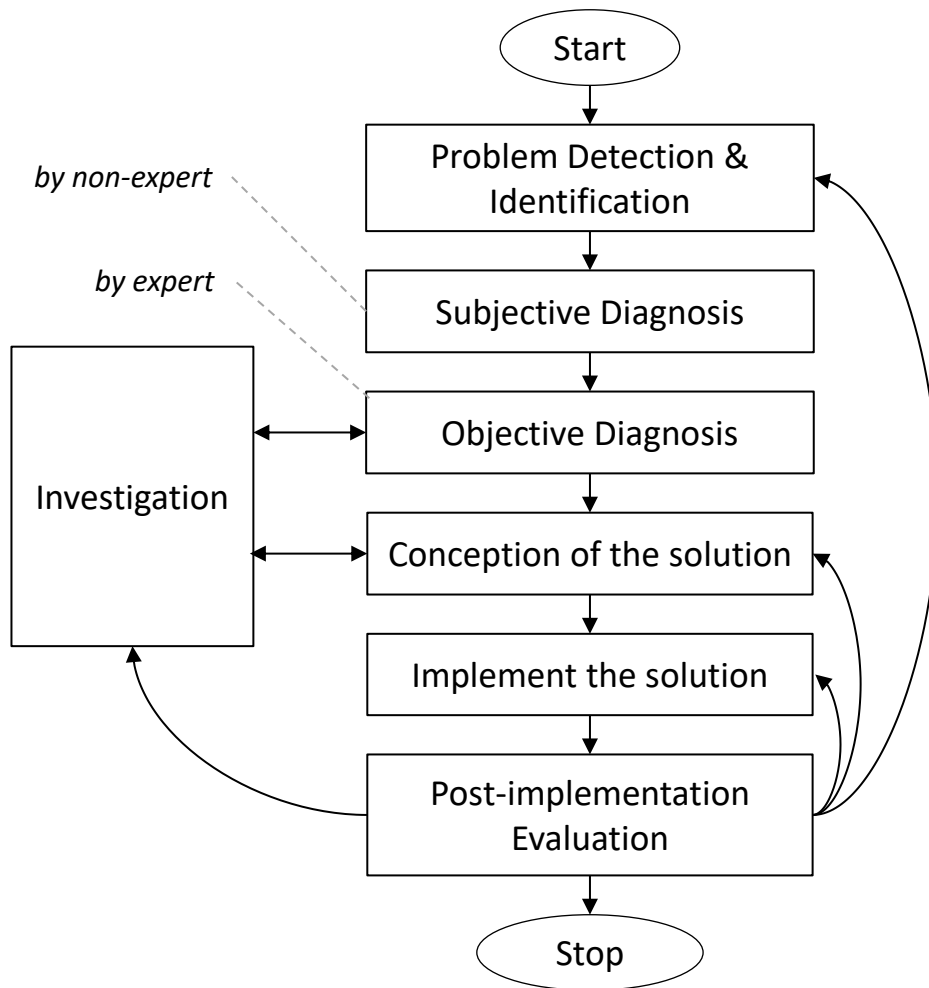 Start
Problem Detection &
Identification
by non-expert
Subjective Diagnosis
by expert
Objective Diagnosis
Investigation
Conception of the solution
Implement the solution
Post-implementation
Evaluation
Stop